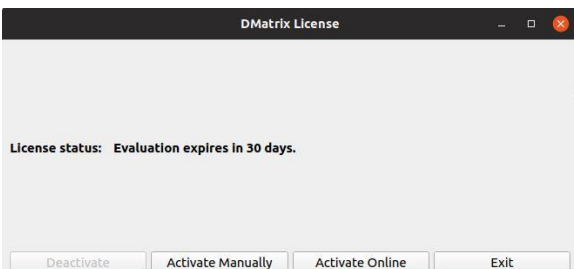 DMatrix License
License status: Evaluation expires in 30 days.
Deactivate Activate Manually Activate Online Exit